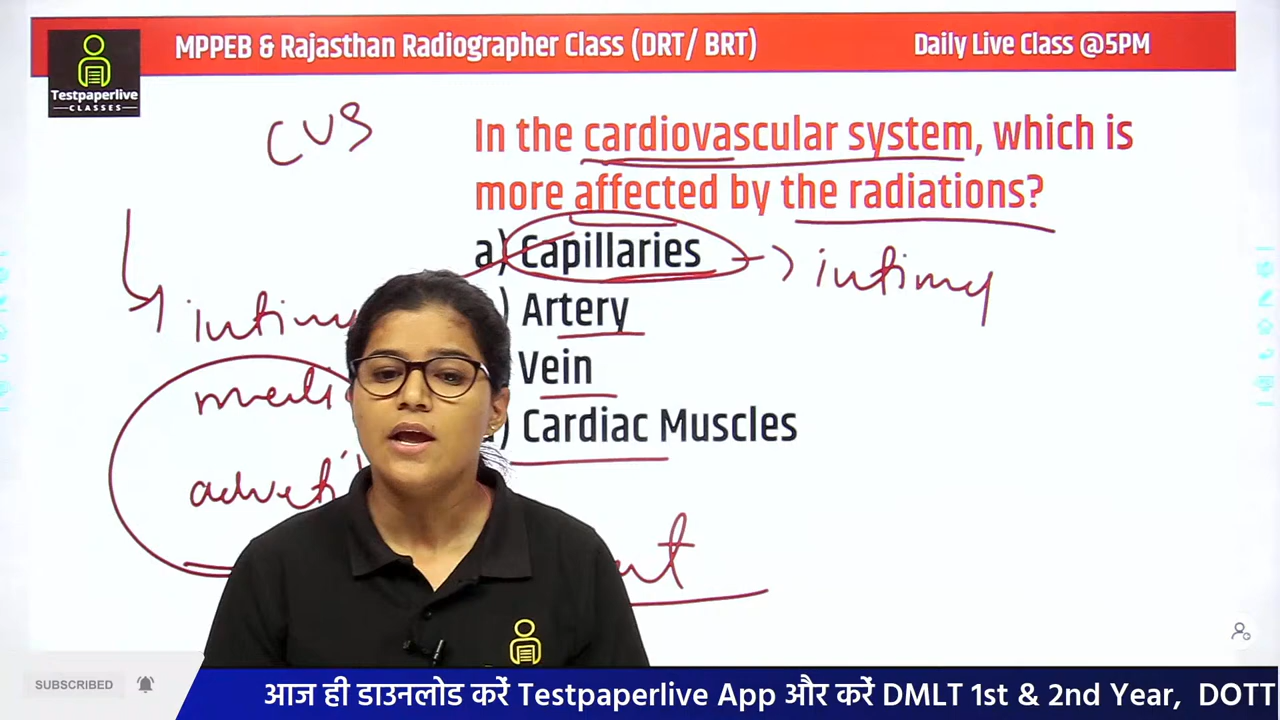 MPPEB & Rajasthan Radiographer Class (DRT/ BRT)
Daily Live Class @5PM
Testpaperlive
CLASSES
CVS
In the cardiovascular system, which is
more affected by the radiations?
a) Capillaries
intima
) Artery
Vein
) Cardiac Muscles
SUBSCRIBED
आज ही डाउनलोड करें Testpaperlive App और करें DMLT 1st & 2nd Year, DOTT